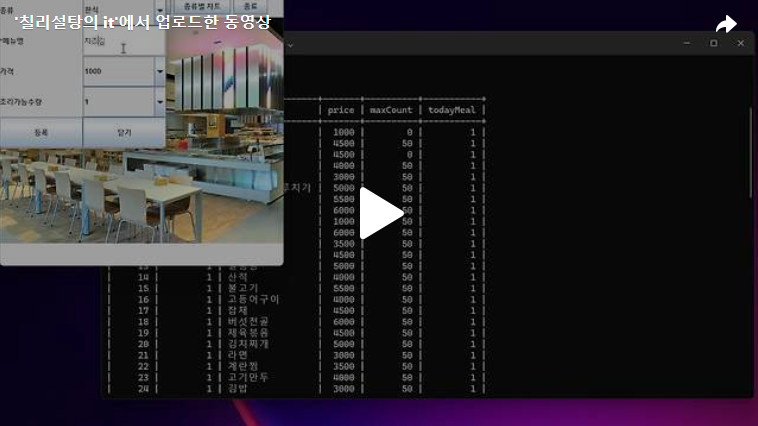 '칠리설탕의 it'에서 업로드한 동영상
종류 한식 종류별 차트 종료
*메뉴명
가격 1000
조리가능수량 1
등록 닫기
| price | maxCount | todayMeal |
| 1000 | 0 | 1 |
| 4500 | 50 | 1 |
| 4500 | 0 | 1 |
| 4000 | 50 | 1 |
| 3000 | 50 | 1 |
| 5000 | 50 | 1 |
| 5500 | 50 | 1 |
| 6000 | 50 | 1 |
| 1000 | 50 | 1 |
| 6000 | 50 | 1 |
| 3500 | 50 | 1 |
| 4500 | 50 | 1 |
| 5000 | 50 | 1 |
| 14 | 1 | 산적 | 4000 | 50 | 1 |
| 15 | 1 | 불고기 | 5500 | 50 | 1 |
| 16 | 1 | 고등어구이 | 4000 | 50 | 1 |
| 17 | 1 | 잡채 | 4500 | 50 | 1 |
| 18 | 1 | 버섯전골 | 6000 | 50 | 1 |
| 19 | 1 | 제육볶음 | 4500 | 50 | 1 |
| 20 | 1 | 김치찌개 | 5000 | 50 | 1 |
| 21 | 1 | 라면 | 3000 | 50 | 1 |
| 22 | 1 | 계란찜 | 3500 | 50 | 1 |
| 23 | 1 | 고기만두 | 4000 | 50 | 1 |
| 24 | 1 | 김밥 | 3000 | 50 | 1 |